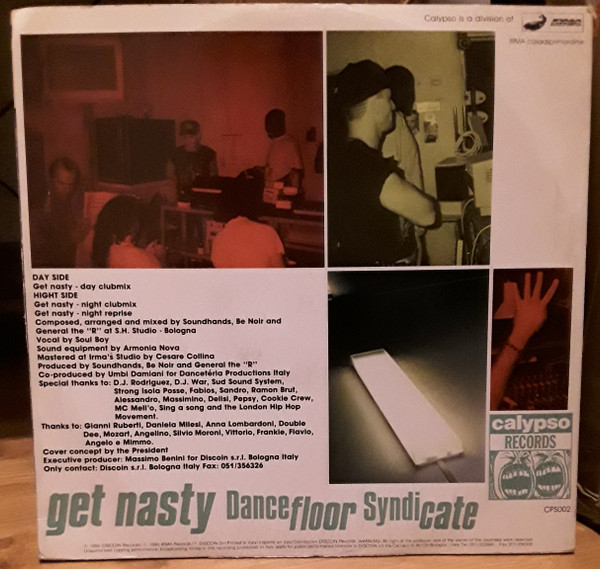 Calypso is a division of
DAY SIDE
Get nasty - day clubmix
HIGHT SIDE
Get nasty - night clubmix
Get nasty - night reprise
Composed, arranged and mixed by Soundhands, Be Noir and
General the "R" at S.H. Studio - Bologna
Vocal by Soul Boy
Sound equipment by Armonia Nova
Mastered at Irma's Studio by Cesare Collina
Produced by Soundhands, Be Noir and General the "R"
Co-produced by Umbi Damiani for Dancetéria Productions Italy
Special thanks to: D.J. Rodriguez, D.J. War, Sud Sound System,
Strong Isola Posse, Fabios, Sandro, Ramon Brut,
Alessandro, Massimino, Delisi, Pepsy, Cookie Crew,
MC Mell'o, Sing a song and the London Hip Hop
Movement.
Thanks to: Gianni Ruberti, Daniela Milesi, Anna Lombardoni, Double
Dee, Mozart, Angelino, Silvio Moroni, Vittorio, Frankie, Flavio,
Angelo e Mimmo.
Cover concept by the President
Executive producer: Massimo Benini for Discoin s.r.l. Bologna Italy
Only contact: Discoin s.r.l. Bologna Italy Fax: 051/356326
calypso
RECORDS
CPS002
get nasty Dancefloor Syndicate